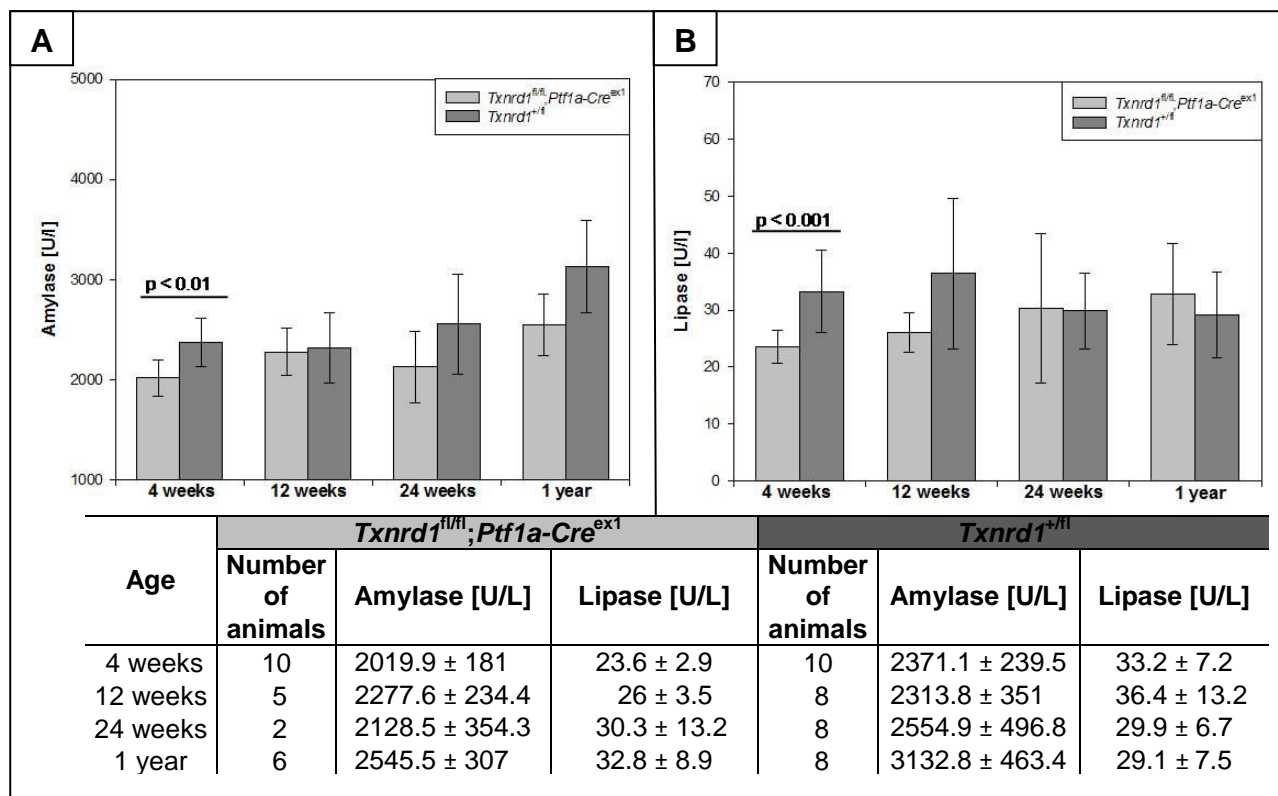 A
5000
4000
3000
2000
1000
Amylase [U/l]
Txnrd1fl/fl;Ptf1a-Creex1
Txnrd1+/fl
p < 0.01
4 weeks 12 weeks 24 weeks 1 year
B
70
60
50
40
30
20
10
0
Lipase [U/l]
Txnrd1fl/fl;Ptf1a-Creex1
Txnrd1+/fl
p < 0.001
4 weeks 12 weeks 24 weeks 1 year
Txnrd1fl/fl;Ptf1a-Creex1 Txnrd1+/fl
Age Number of animals Amylase [U/L] Lipase [U/L] Number of animals Amylase [U/L] Lipase [U/L]
4 weeks 10 2019.9 ± 181 23.6 ± 2.9 10 2371.1 ± 239.5 33.2 ± 7.2
12 weeks 5 2277.6 ± 234.4 26 ± 3.5 8 2313.8 ± 351 36.4 ± 13.2
24 weeks 2 2128.5 ± 354.3 30.3 ± 13.2 8 2554.9 ± 496.8 29.9 ± 6.7
1 year 6 2545.5 ± 307 32.8 ± 8.9 8 3132.8 ± 463.4 29.1 ± 7.5